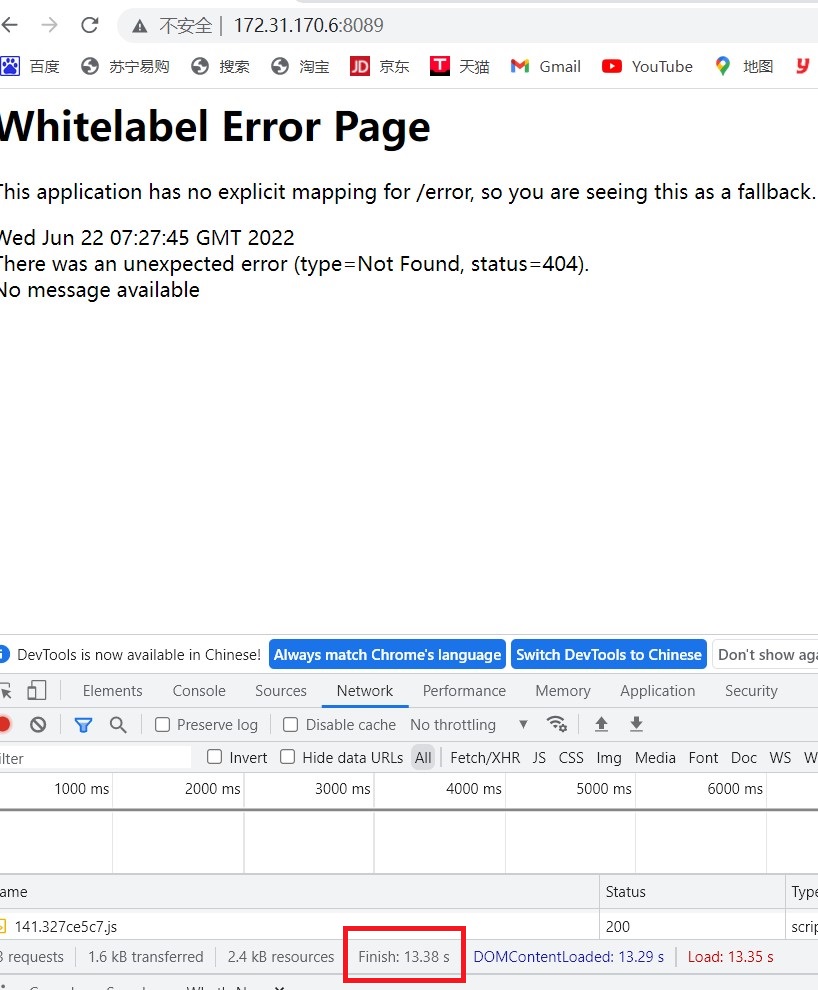 不安全 | 172.31.170.6:8089
百度 苏宁易购 搜索 淘宝 JD 京东 T 天猫 Gmail YouTube 地图
Whitelabel Error Page
This application has no explicit mapping for /error, so you are seeing this as a fallback.
Wed Jun 22 07:27:45 GMT 2022
There was an unexpected error (type=Not Found, status=404).
No message available
DevTools is now available in Chinese! Always match Chrome's language Switch DevTools to Chinese Don't show aga
Elements Console Sources Network Performance Memory Application Security
Preserve log Disable cache No throttling
ilter Invert Hide data URLs All Fetch/XHR JS CSS Img Media Font Doc WS W
1000 ms 2000 ms 3000 ms 4000 ms 5000 ms 6000 ms
ame Status Type
141.327ce5c7.js 200 scrip
3 requests 1.6 kB transferred 2.4 kB resources Finish: 13.38 s DOMContentLoaded: 13.29 s Load: 13.35 s